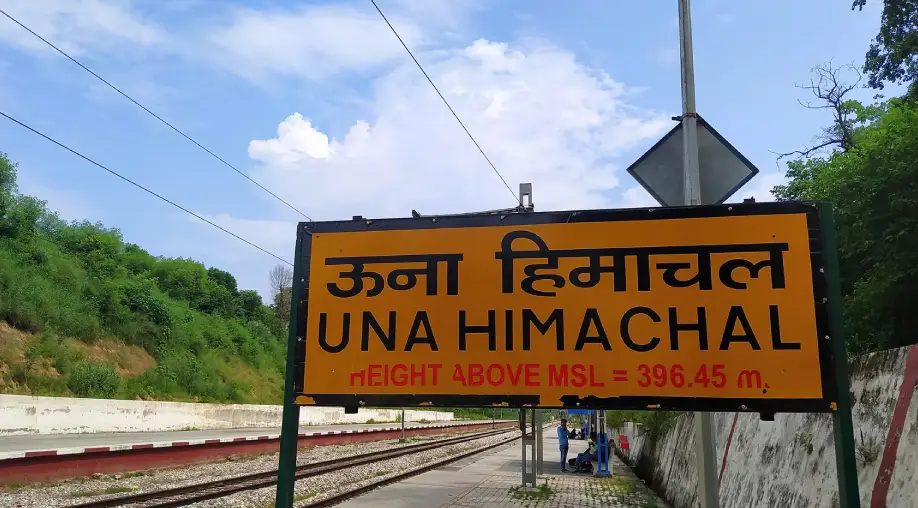 ऊना हिमाचल
UNA HIMACHAL
HEIGHT ABOVE MSL = 396.45 m.